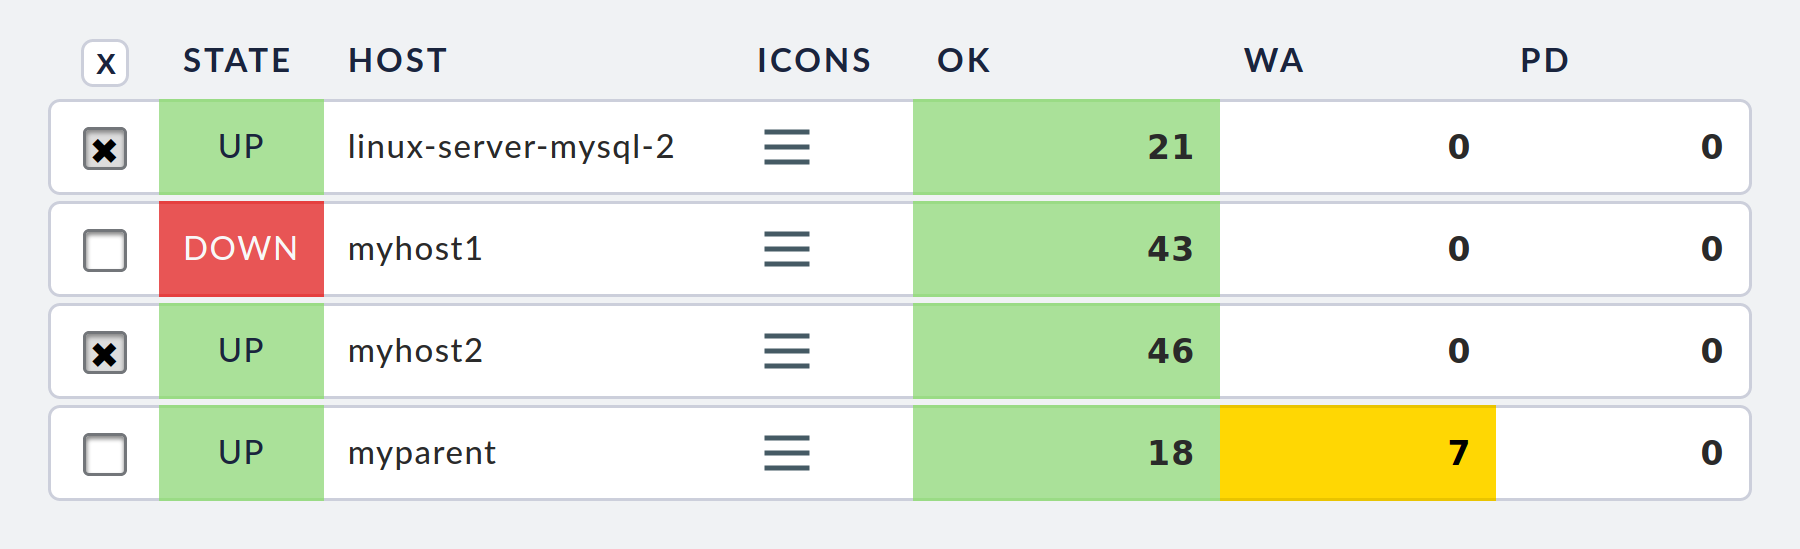 X STATE HOST ICONS OK WA PD
UP linux-server-mysql-2 21 0 0
DOWN myhost1 43 0 0
UP myhost2 46 0 0
UP myparent 18 7 0